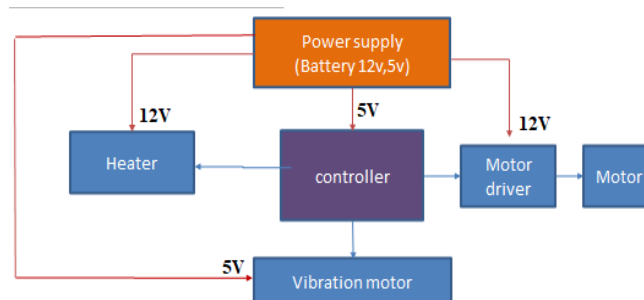 Power supply
(Battery 12v,5v)
12V
5V
12V
Heater
controller
Motor
driver
Motor
5V
Vibration motor